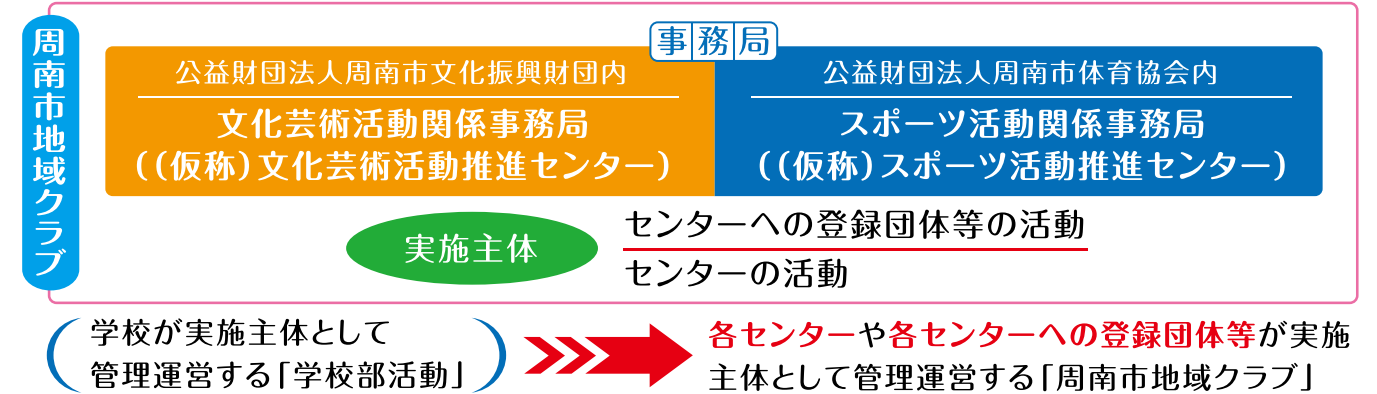 周南市地域クラブ
事務局
公益財団法人周南市文化振興財団内
文化芸術活動関係事務局
（（仮称）文化芸術活動推進センター）
公益財団法人周南市体育協会内
スポーツ活動関係事務局
（（仮称）スポーツ活動推進センター）
実施主体
センターへの登録団体等の活動
センターの活動
学校が実施主体として
管理運営する「学校部活動」
各センターや各センターへの登録団体等が実施
主体として管理運営する「周南市地域クラブ」